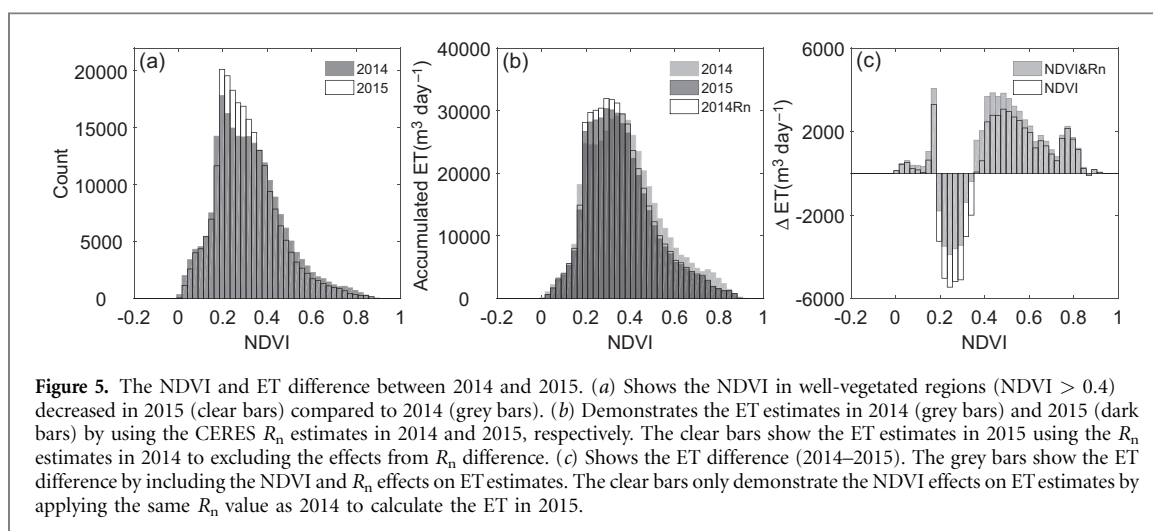 (a)
2014
2015
Count
20000
15000
10000
5000
0
-0.2 0 0.2 0.4 0.6 0.8 1
NDVI
(b)
2014
2015
2014Rn
Accumulated ET(m³ day⁻¹)
40000
30000
20000
10000
0
-0.2 0 0.2 0.4 0.6 0.8 1
NDVI
(c)
NDVI&Rn
NDVI
Δ ET(m³ day⁻¹)
6000
2000
-2000
-6000
-0.2 0 0.2 0.4 0.6 0.8 1
NDVI
Figure 5. The NDVI and ET difference between 2014 and 2015. (a) Shows the NDVI in well-vegetated regions (NDVI > 0.4)
decreased in 2015 (clear bars) compared to 2014 (grey bars). (b) Demonstrates the ET estimates in 2014 (grey bars) and 2015 (dark
bars) by using the CERES Rn estimates in 2014 and 2015, respectively. The clear bars show the ET estimates in 2015 using the Rn
estimates in 2014 to excluding the effects from Rn difference. (c) Shows the ET difference (2014–2015). The grey bars show the ET
difference by including the NDVI and Rn effects on ET estimates. The clear bars only demonstrate the NDVI effects on ET estimates by
applying the same Rn value as 2014 to calculate the ET in 2015.